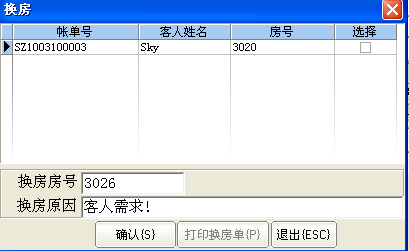 换房
帐单号 客人姓名 房号 选择
SZ1003100003 Sky 3020
换房房号 3026
换房原因 客人需求!
确认{S} 打印换房单{P} 退出{ESC}